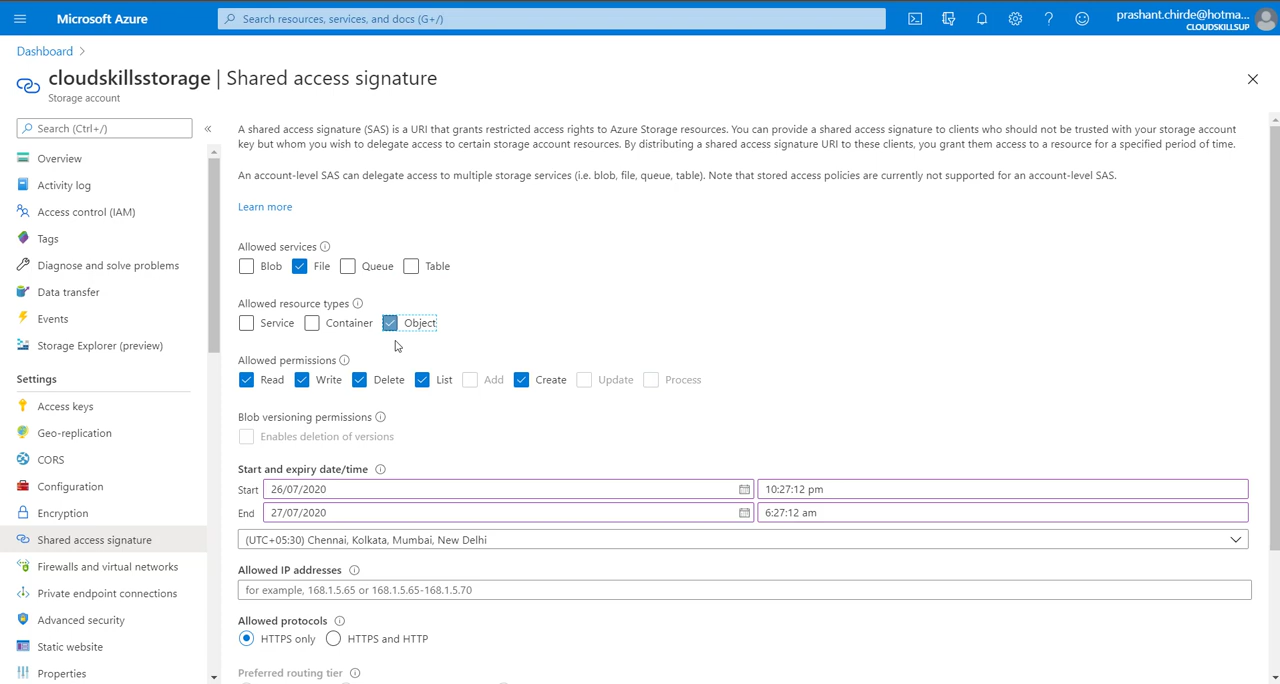 Microsoft Azure
Search resources, services, and docs (G+/)
prashant.chirde@hotma...
CLOUDSKILLSUP
Dashboard
cloudskillsstorage | Shared access signature
Storage account
Search (Ctrl+/)
Overview
Activity log
Access control (IAM)
Tags
Diagnose and solve problems
Data transfer
Events
Storage Explorer (preview)
Settings
Access keys
Geo-replication
CORS
Configuration
Encryption
Shared access signature
Firewalls and virtual networks
Private endpoint connections
Advanced security
Static website
Properties
A shared access signature (SAS) is a URI that grants restricted access rights to Azure Storage resources. You can provide a shared access signature to clients who should not be trusted with your storage account
key but whom you wish to delegate access to certain storage account resources. By distributing a shared access signature URI to these clients, you grant them access to a resource for a specified period of time.
An account-level SAS can delegate access to multiple storage services (i.e. blob, file, queue, table). Note that stored access policies are currently not supported for an account-level SAS.
Learn more
Allowed services
Blob File Queue Table
Allowed resource types
Service Container Object
Allowed permissions
Read Write Delete List Add Create Update Process
Blob versioning permissions
Enables deletion of versions
Start and expiry date/time
Start 26/07/2020 10:27:12 pm
End 27/07/2020 6:27:12 am
(UTC+05:30) Chennai, Kolkata, Mumbai, New Delhi
Allowed IP addresses
for example, 168.1.5.65 or 168.1.5.65-168.1.5.70
Allowed protocols
HTTPS only HTTPS and HTTP
Preferred routing tier